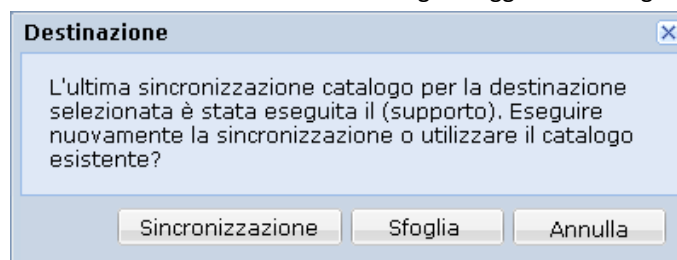 Destinazione
L'ultima sincronizzazione catalogo per la destinazione
selezionata è stata eseguita il (supporto). Eseguire
nuovamente la sincronizzazione o utilizzare il catalogo
esistente?
Sincronizzazione Sfoglia Annulla